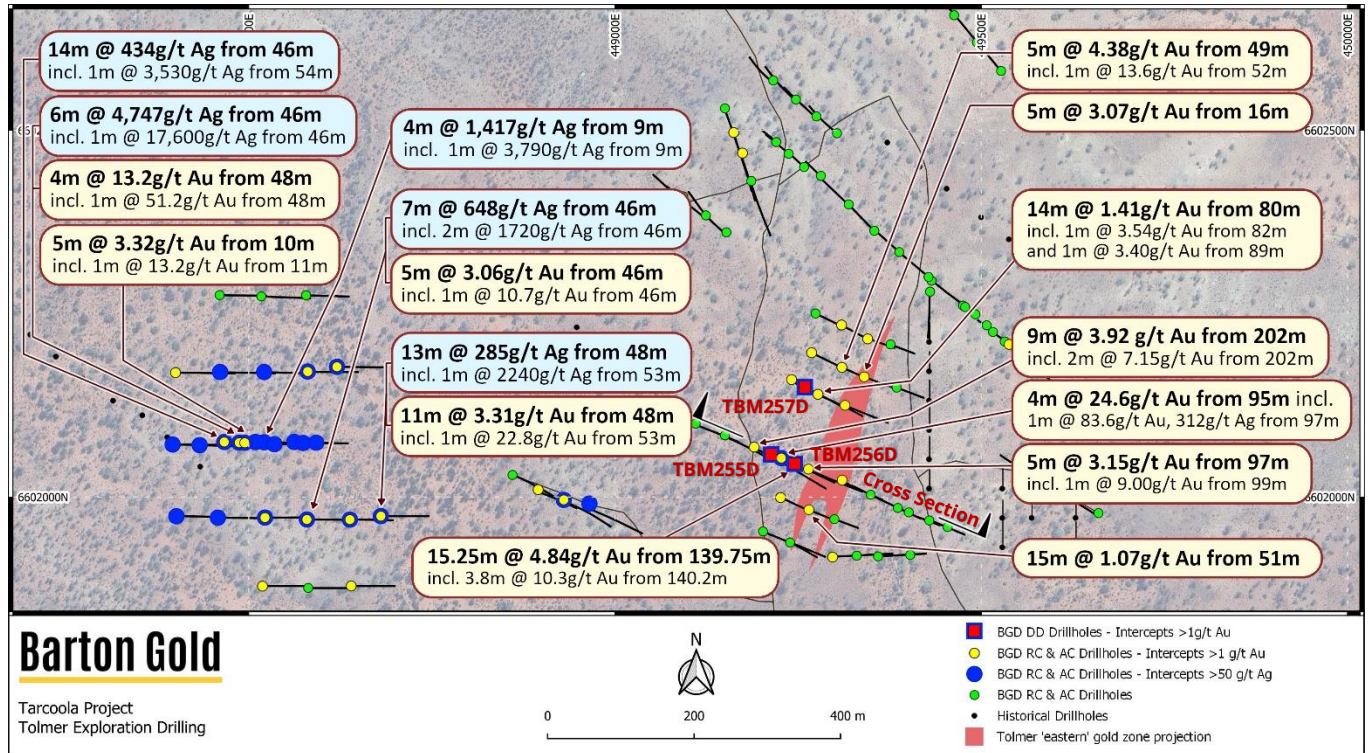 14m @ 434g/t Ag from 46m
incl. 1m @ 3,530g/t Ag from 54m
6m @ 4,747g/t Ag from 46m
incl. 1m @ 17,600g/t Ag from 46m
4m @ 13.2g/t Au from 48m
incl. 1m @ 51.2g/t Au from 48m
5m @ 3.32g/t Au from 10m
incl. 1m @ 13.2g/t Au from 11m
4m @ 1,417g/t Ag from 9m
incl. 1m @ 3,790g/t Ag from 9m
7m @ 648g/t Ag from 46m
incl. 2m @ 1720g/t Ag from 46m
5m @ 3.06g/t Au from 46m
incl. 1m @ 10.7g/t Au from 46m
13m @ 285g/t Ag from 48m
incl. 1m @ 2240g/t Ag from 53m
11m @ 3.31g/t Au from 48m
incl. 1m @ 22.8g/t Au from 53m
15.25m @ 4.84g/t Au from 139.75m
incl. 3.8m @ 10.3g/t Au from 140.2m
449000E
449500E
450000E
5m @ 4.38g/t Au from 49m
incl. 1m @ 13.6g/t Au from 52m
5m @ 3.07g/t Au from 16m
6602500N
14m @ 1.41g/t Au from 80m
incl. 1m @ 3.54g/t Au from 82m
and 1m @ 3.40g/t Au from 89m
9m @ 3.92 g/t Au from 202m
incl. 2m @ 7.15g/t Au from 202m
4m @ 24.6g/t Au from 95m incl.
1m @ 83.6g/t Au, 312g/t Ag from 97m
5m @ 3.15g/t Au from 97m
incl. 1m @ 9.00g/t Au from 99m
15m @ 1.07g/t Au from 51m
6602000N
6602000N
TBM257D
TBM255D
TBM256D
Cross Section
Barton Gold
Tarcoola Project
Tolmer Exploration Drilling
N
0 200 400 m
BGD DD Drillholes - Intercepts >1g/t Au
BGD RC & AC Drillholes - Intercepts >1 g/t Au
BGD RC & AC Drillholes - Intercepts >50 g/t Ag
BGD RC & AC Drillholes
Historical Drillholes
Tolmer 'eastern' gold zone projection